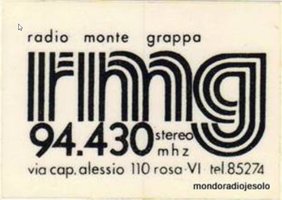 radio monte grappa
rmg
94.430 stereo
mhz
via cap. alessio 110 rosa·VI· tel 85274
mondoradiojesolo